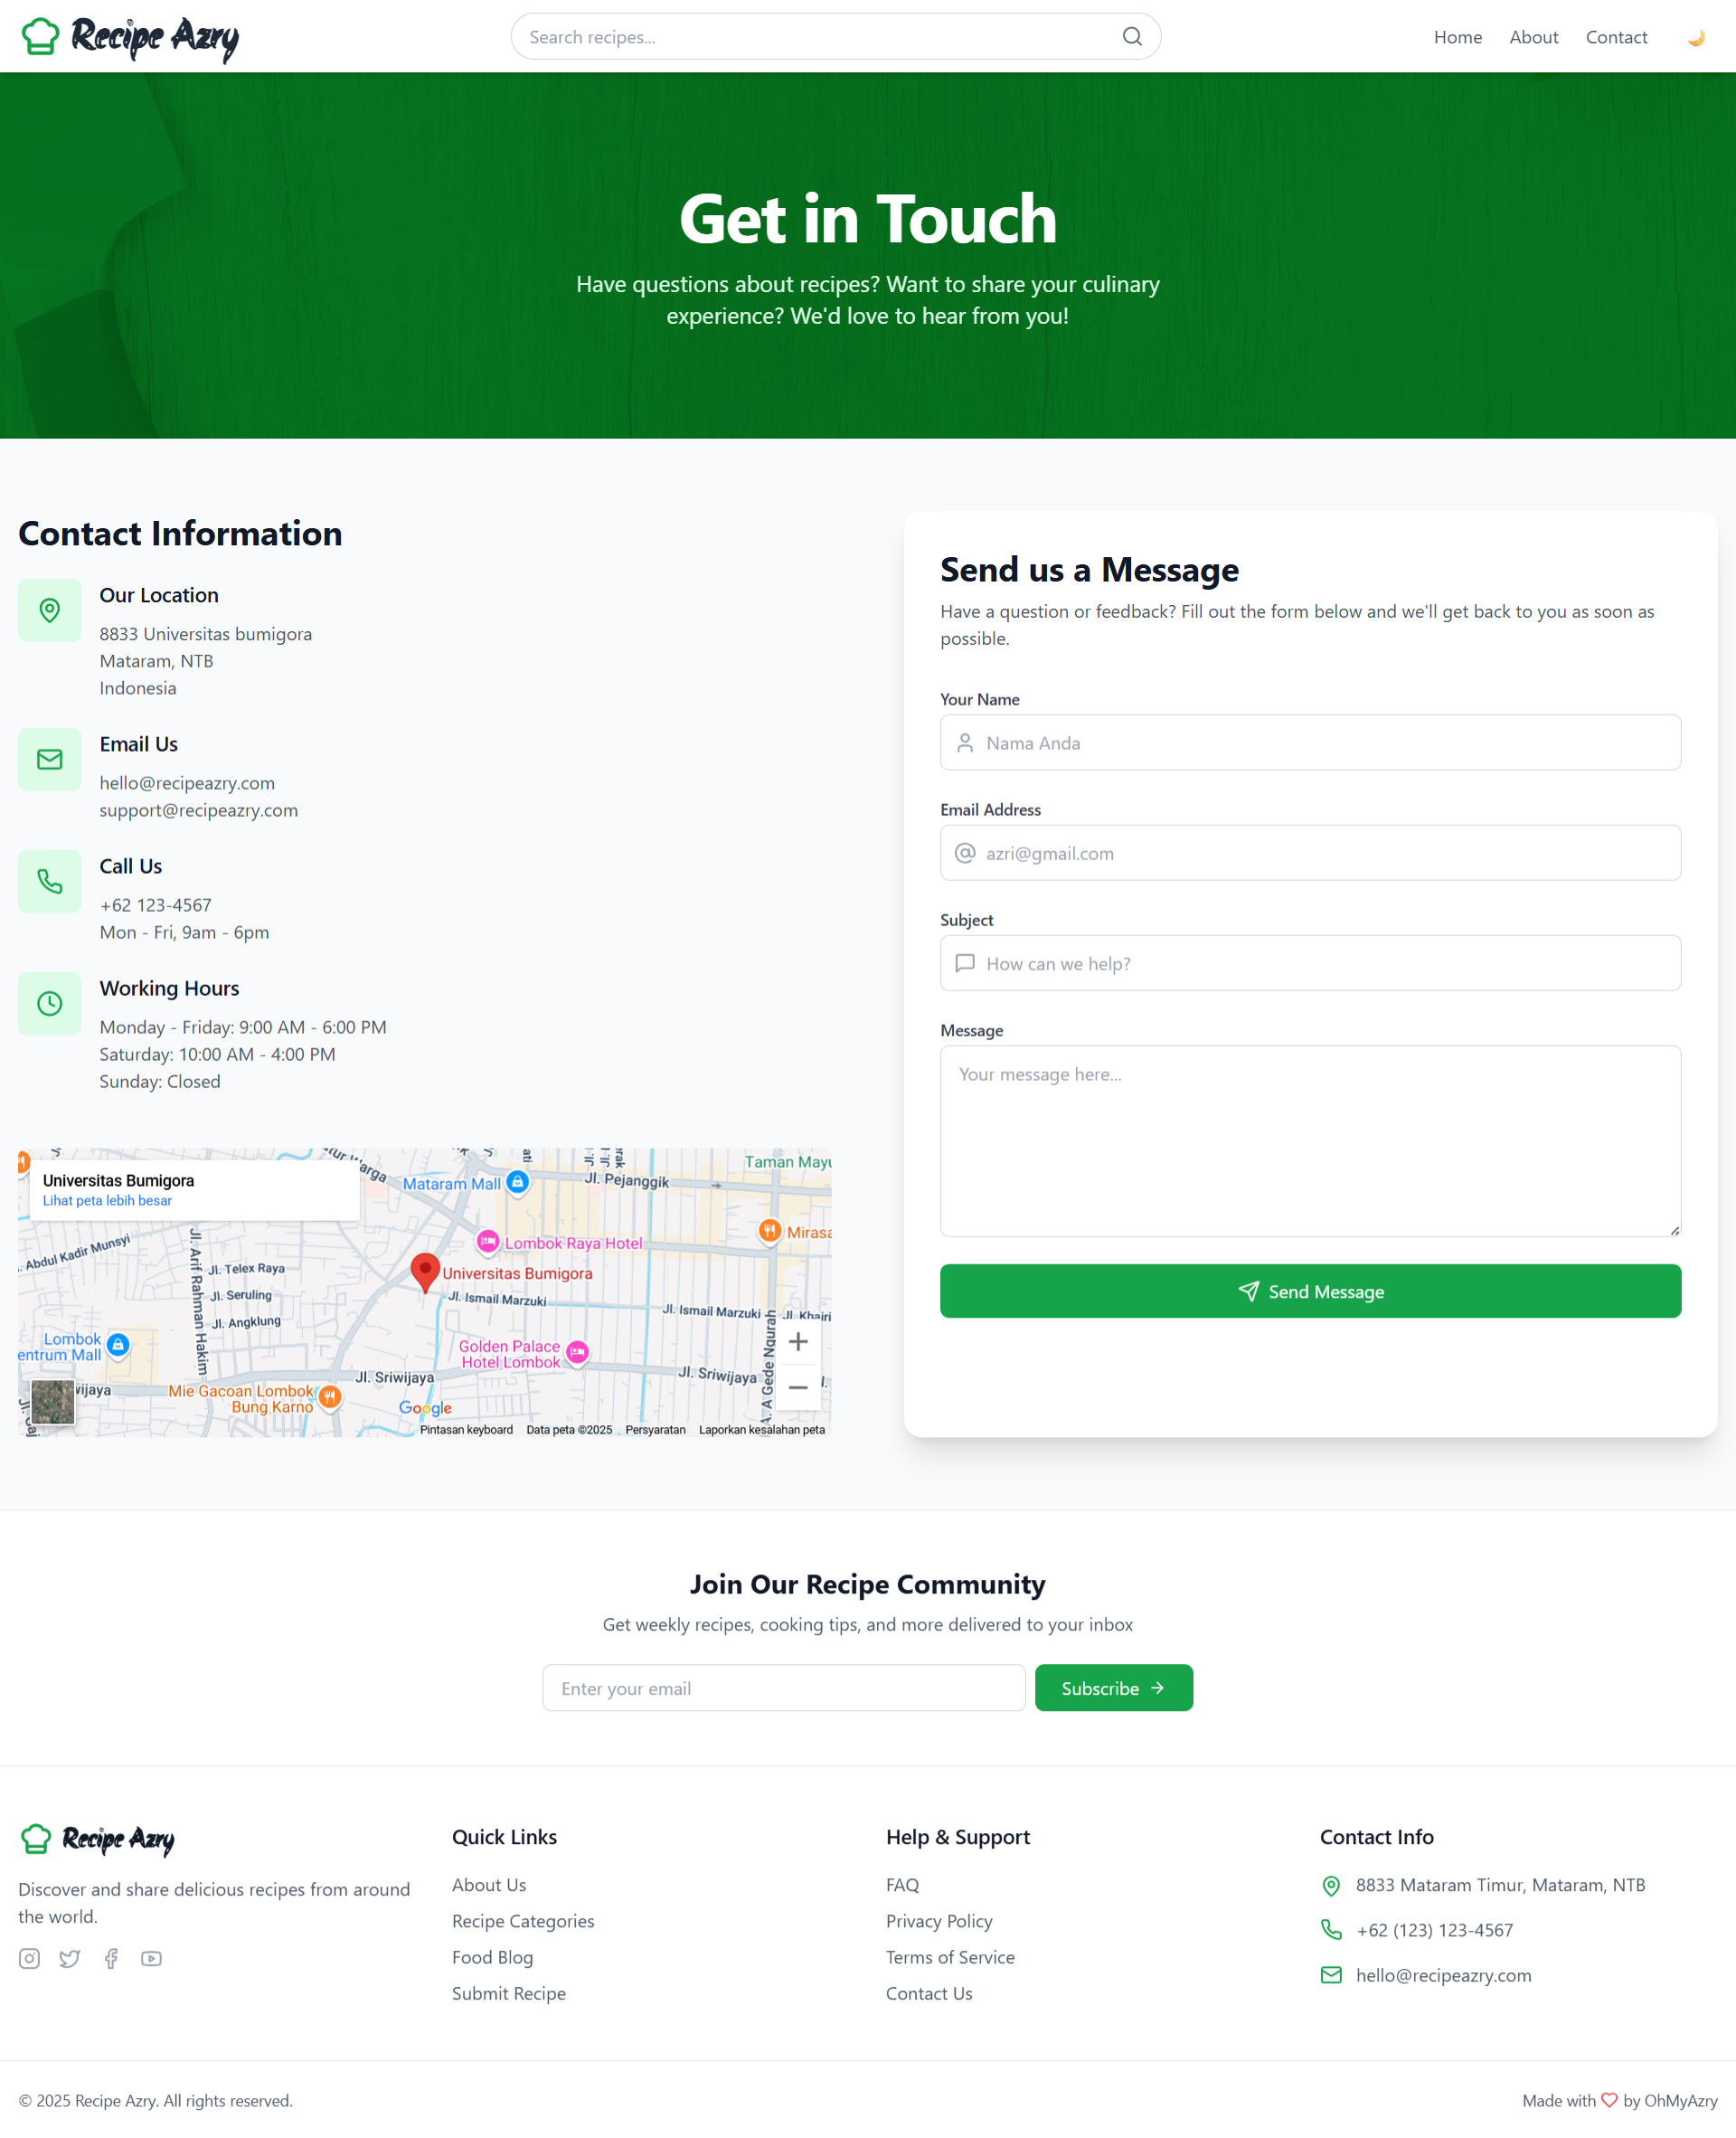 Recipe Azry
Search recipes...
Home
About
Contact
Get in Touch
Have questions about recipes? Want to share your culinary
experience? We'd love to hear from you!
Contact Information
Our Location
8833 Universitas bumigora
Mataram, NTB
Indonesia
Email Us
hello@recipeazry.com
support@recipeazry.com
Call Us
+62 123-4567
Mon - Fri, 9am - 6pm
Working Hours
Monday - Friday: 9:00 AM - 6:00 PM
Saturday: 10:00 AM - 4:00 PM
Sunday: Closed
Universitas Bumigora
Lihat peta lebih besar
Mataram Mall
Jl. Pejanggik
Lombok Raya Hotel
Universitas Bumigora
Jl. Telex Raya
Jl. Seruling
Jl. Angklung
Jl. Arif Rahman Hakim
Abdul Kadir Munsyi
Jl. Ismail Marzuki
Jl. Ismail Marzuki
Golden Palace
Hotel Lombok
Lombok
Mall
Jl. Sriwijaya
Jl. Sriwijaya
Mie Gacoan Lombok
Bung Karno
Google
Pintasan keyboard
Data peta ©2025
Persyaratan
Laporkan kesalahan peta
Send us a Message
Have a question or feedback? Fill out the form below and we'll get back to you as soon as
possible.
Your Name
Nama Anda
Email Address
azri@gmail.com
Subject
How can we help?
Message
Your message here...
Send Message
Join Our Recipe Community
Get weekly recipes, cooking tips, and more delivered to your inbox
Enter your email
Subscribe
Recipe Azry
Discover and share delicious recipes from around
the world.
Quick Links
About Us
Recipe Categories
Food Blog
Submit Recipe
Help & Support
FAQ
Privacy Policy
Terms of Service
Contact Us
Contact Info
8833 Mataram Timur, Mataram, NTB
+62 (123) 123-4567
hello@recipeazry.com
© 2025 Recipe Azry. All rights reserved.
Made with ♡ by OhMyAzry